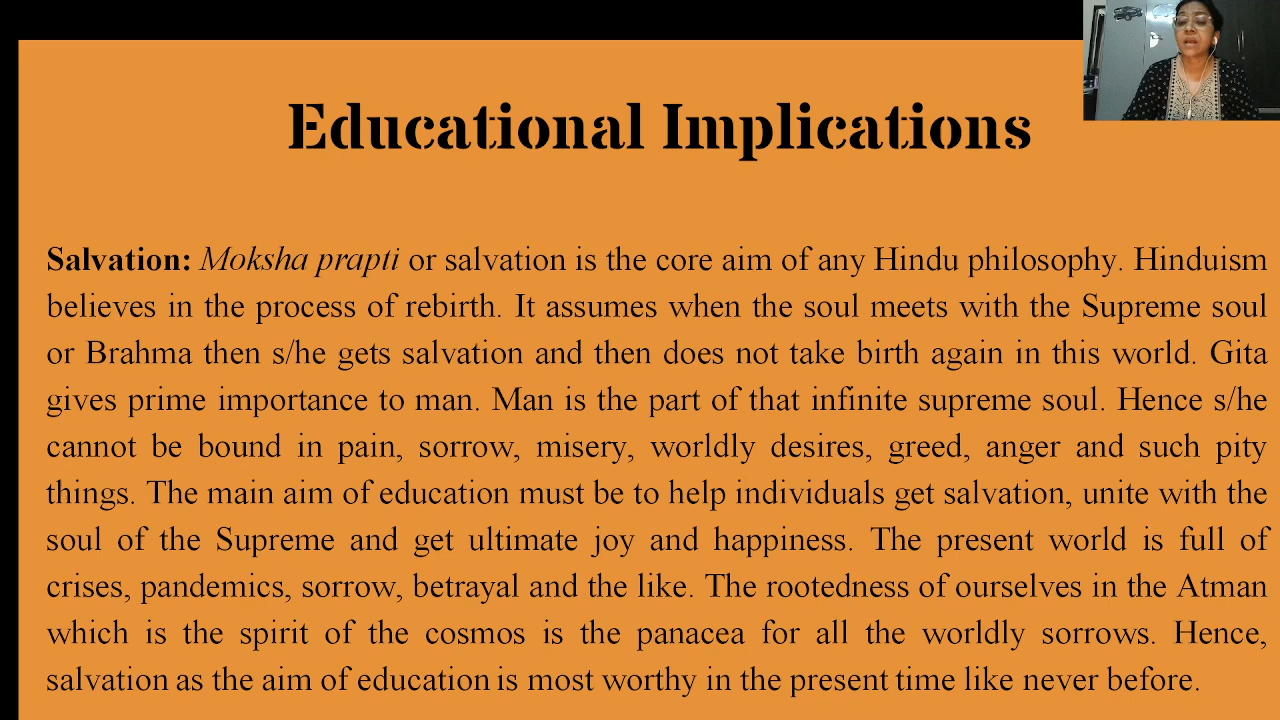 Educational Implications
Salvation: Moksha prapti or salvation is the core aim of any Hindu philosophy. Hinduism
believes in the process of rebirth. It assumes when the soul meets with the Supreme soul
or Brahma then s/he gets salvation and then does not take birth again in this world. Gita
gives prime importance to man. Man is the part of that infinite supreme soul. Hence s/he
cannot be bound in pain, sorrow, misery, worldly desires, greed, anger and such pity
things. The main aim of education must be to help individuals get salvation, unite with the
soul of the Supreme and get ultimate joy and happiness. The present world is full of
crises, pandemics, sorrow, betrayal and the like. The rootedness of ourselves in the Atman
which is the spirit of the cosmos is the panacea for all the worldly sorrows. Hence,
salvation as the aim of education is most worthy in the present time like never before.